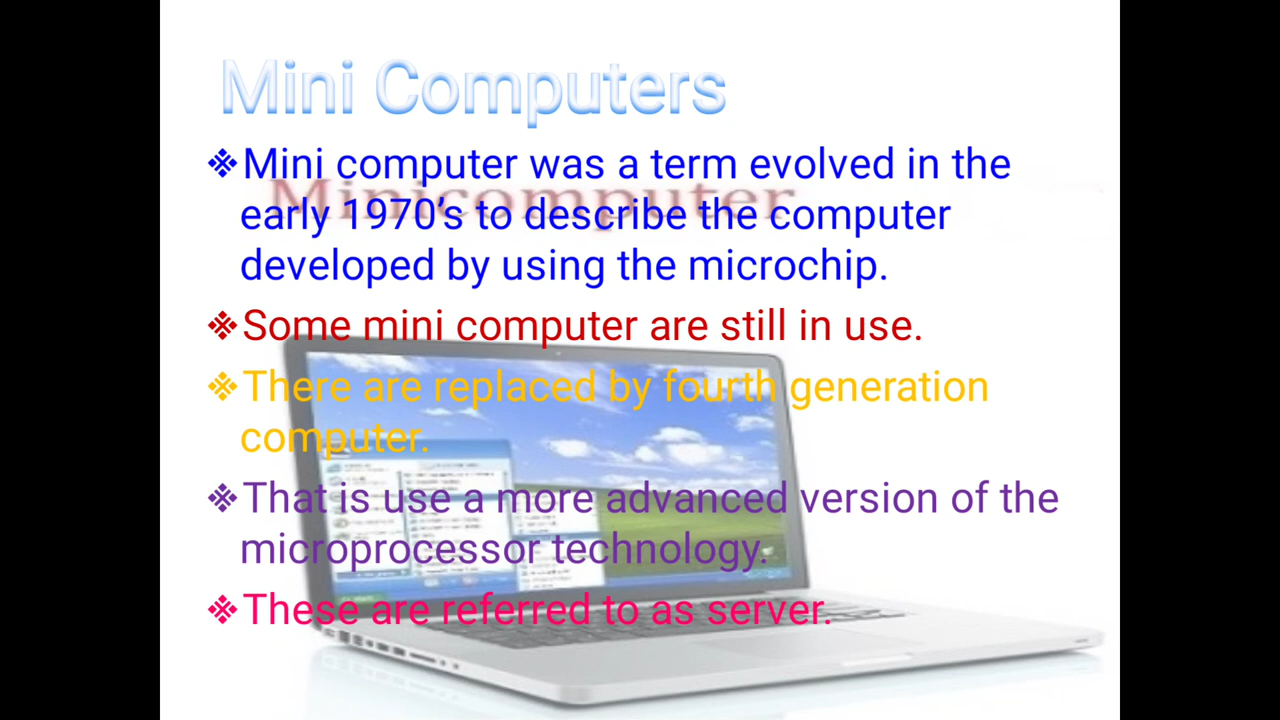 Mini Computers
❖Mini computer was a term evolved in the
Minicomputer
early 1970’s to describe the computer
developed by using the microchip.
❖Some mini computer are still in use.
❖There are replaced by fourth generation
computer.
❖That is use a more advanced version of the
microprocessor technology.
❖These are referred to as server.